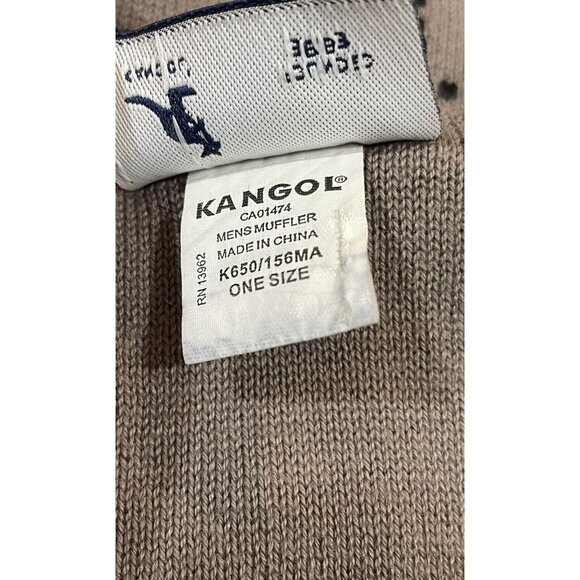 KANGOL®
CA01474
MENS MUFFLER
MADE IN CHINA
K650/156MA
ONE SIZE
RN 13962